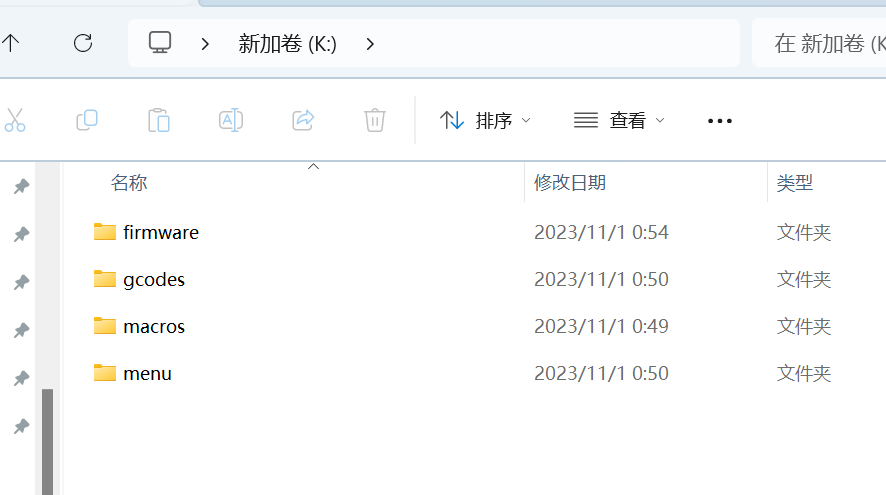 新加卷 (K:)
在 新加卷 (K
排序 查看
名称 修改日期 类型
firmware 2023/11/1 0:54 文件夹
gcodes 2023/11/1 0:50 文件夹
macros 2023/11/1 0:49 文件夹
menu 2023/11/1 0:50 文件夹